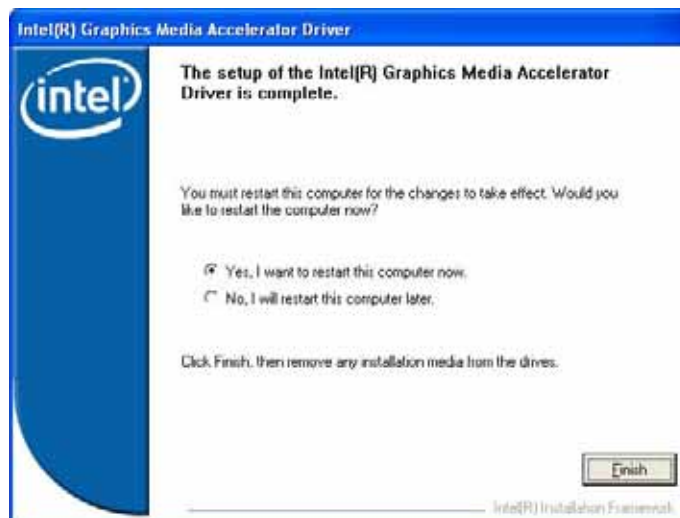 Intel(R) Graphics Media Accelerator Driver
intel
The setup of the Intel(R) Graphics Media Accelerator
Driver is complete.
You must restart this computer for the changes to take effect. Would you
like to restart the computer now?
Yes, I want to restart this computer now.
No, I will restart this computer later.
Click Finish, then remove any installation media from the drives.
Finish
Intel(R) Installation Framework